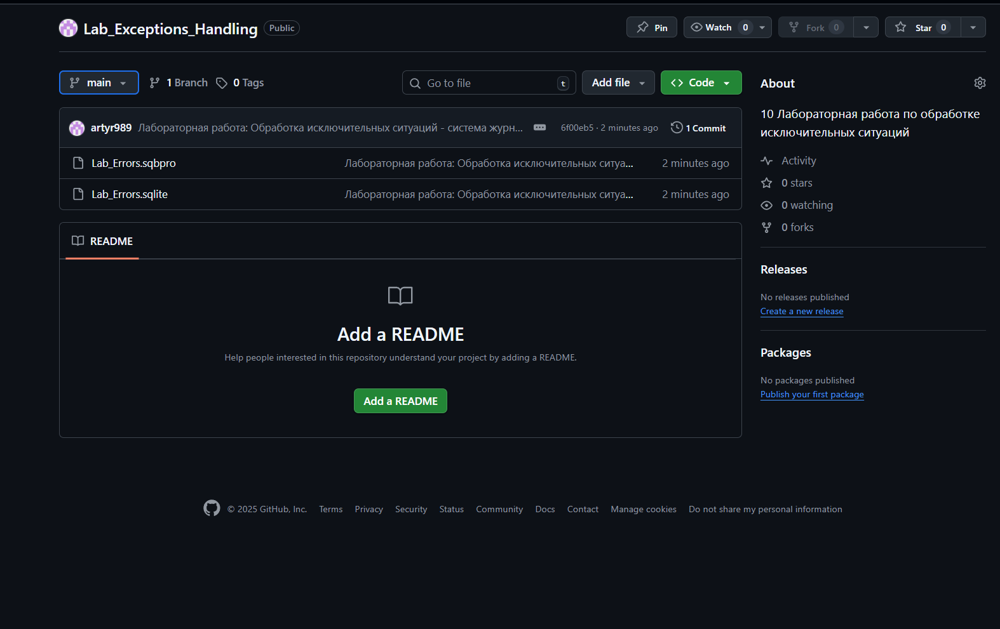 Lab_Exceptions_Handling Public Pin Watch 0 Fork 0 Star 0
main 1 Branch 0 Tags Go to file t Add file Code
artyr989 Лабораторная работа: Обработка исключительных ситуаций - система журн... 6f00eb5 · 2 minutes ago 1 Commit
Lab_Errors.sqbpro Лабораторная работа: Обработка исключительных ситуа... 2 minutes ago
Lab_Errors.sqlite Лабораторная работа: Обработка исключительных ситуа... 2 minutes ago
README
Add a README
Help people interested in this repository understand your project by adding a README.
Add a README
About
10 Лабораторная работа по обработке
исключительных ситуаций
Activity
0 stars
0 watching
0 forks
Releases
No releases published
Create a new release
Packages
No packages published
Publish your first package
© 2025 GitHub, Inc. Terms Privacy Security Status Community Docs Contact Manage cookies Do not share my personal information